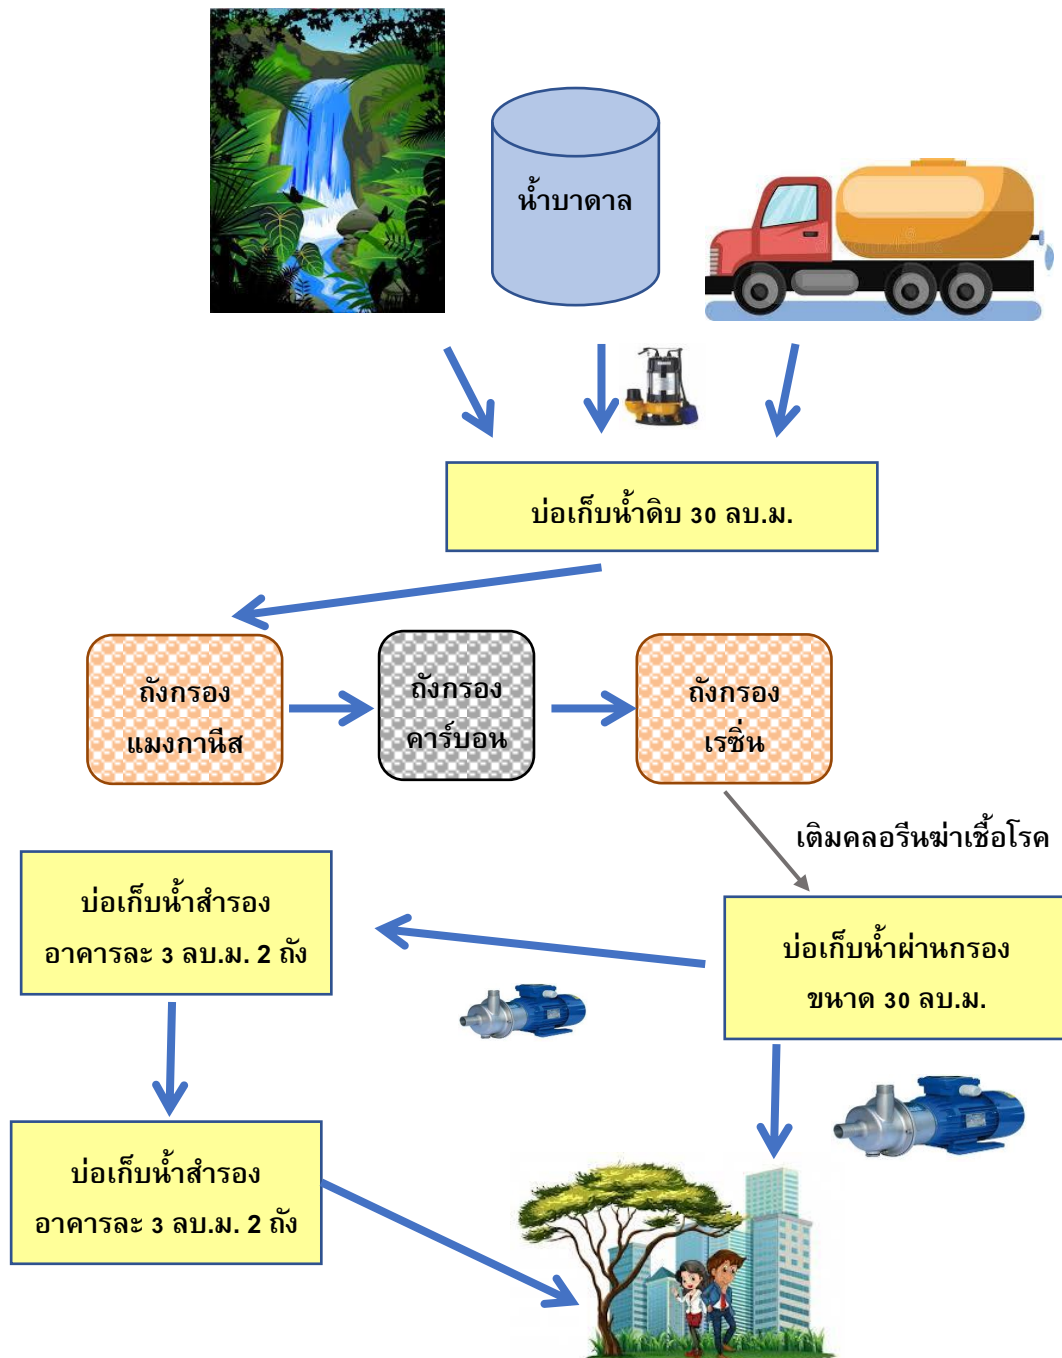 น้ำบาดาล
บ่อเก็บน้ำดิบ 30 ลบ.ม.
ถังกรอง
แมงกานีส
ถังกรอง
คาร์บอน
ถังกรอง
เรซิ่น
เติมคลอรีนฆ่าเชื้อโรค
บ่อเก็บน้ำสำรอง
อาคารละ 3 ลบ.ม. 2 ถัง
บ่อเก็บน้ำผ่านกรอง
ขนาด 30 ลบ.ม.
บ่อเก็บน้ำสำรอง
อาคารละ 3 ลบ.ม. 2 ถัง